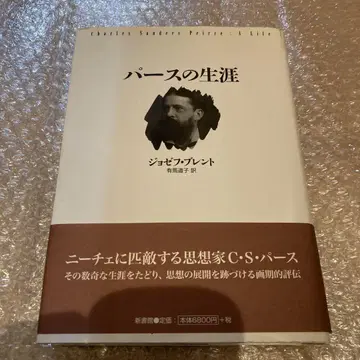 Charles Sanders Peirce : A Life
パースの生涯
ジョゼフ・ブレント
有馬道子 訳
ニーチェに匹敵する思想家C・S・パース
その数奇な生涯をたどり、思想の展開を跡づける画期的評伝
新書館●定価：本体6800円＋税